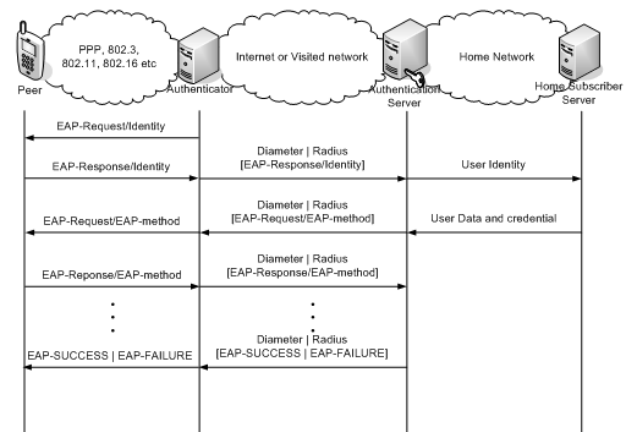 PPP, 802.3,
802.11, 802.16 etc
Internet or Visited network
Home Network
Peer
Authenticator
Authentication
Server
Home Subscriber
Server
EAP-Request/Identity
EAP-Response/Identity
Diameter | Radius
[EAP-Response/Identity]
User Identity
EAP-Request/EAP-method
Diameter | Radius
[EAP-Request/EAP-method]
User Data and credential
EAP-Reponse/EAP-method
Diameter | Radius
[EAP-Response/EAP-method]
EAP-SUCCESS | EAP-FAILURE
Diameter | Radius
[EAP-SUCCESS | EAP-FAILURE]